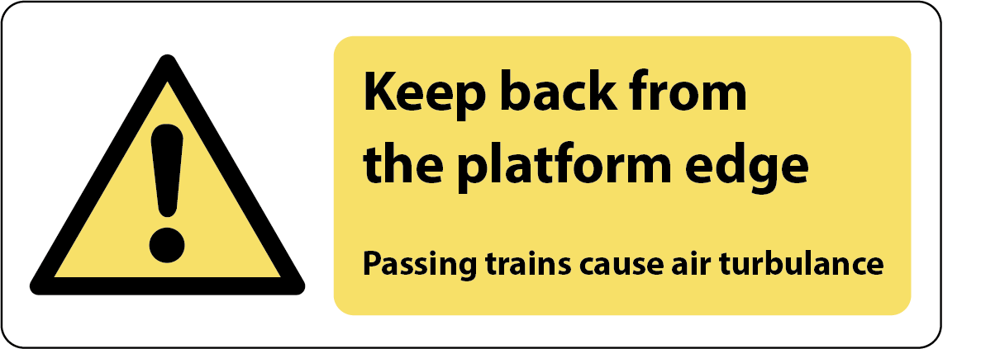 Keep back from
the platform edge
Passing trains cause air turbulance